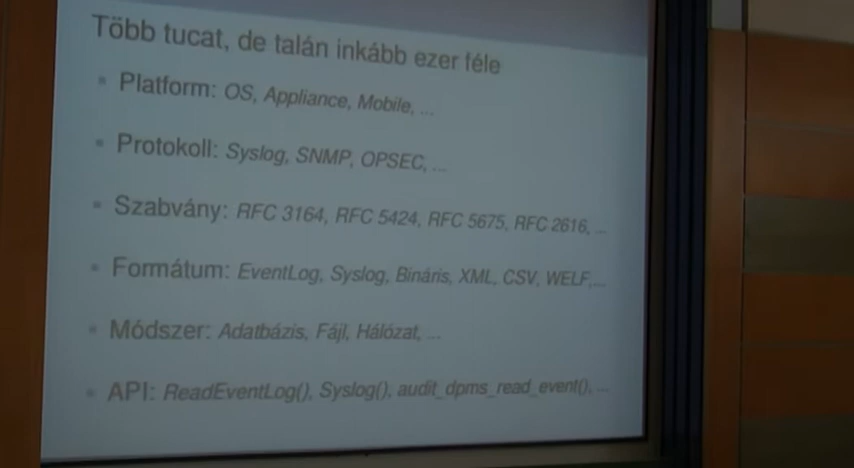 Több tucat, de talán inkább ezer féle
Platform: OS, Appliance, Mobile, ...
Protokoll: Syslog, SNMP, OPSEC, ...
Szabvány: RFC 3164, RFC 5424, RFC 5675, RFC 2616, ...
Formátum: EventLog, Syslog, Bináris, XML, CSV, WELF,...
Módszer: Adatbázis, Fájl, Hálózat, ...
API: ReadEventLog(), Syslog(), audit_dpms_read_event(), ...